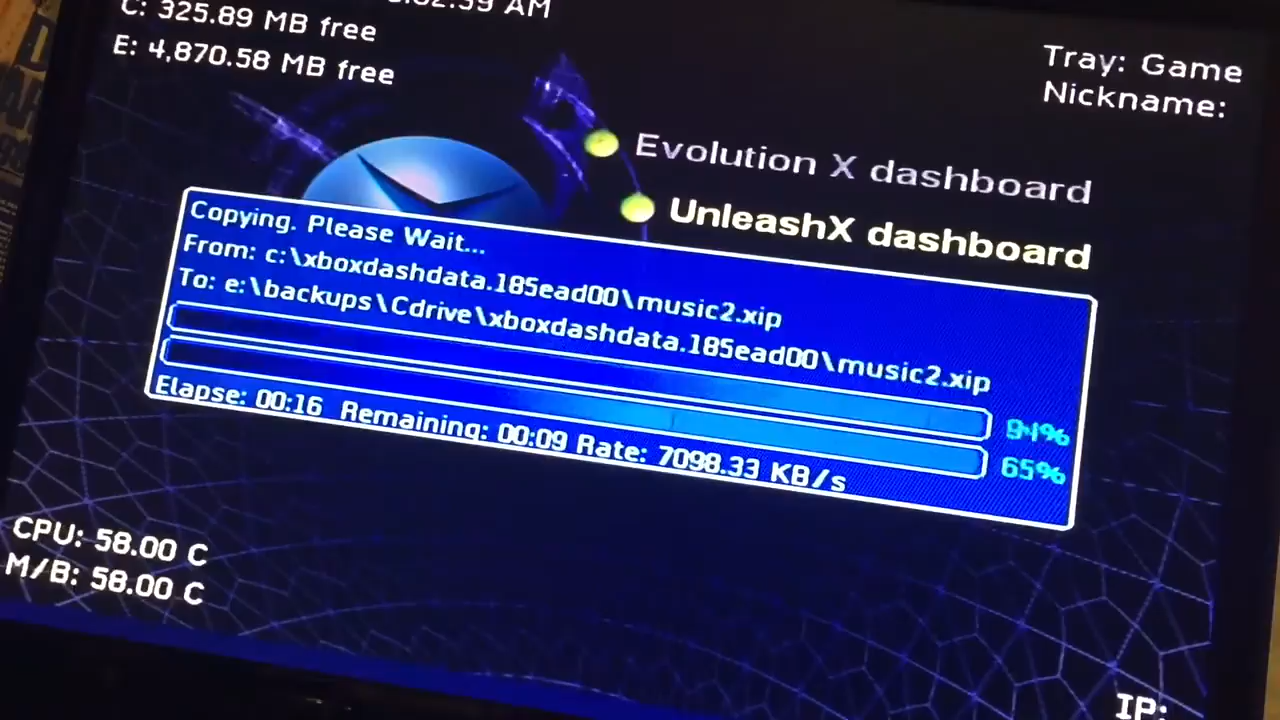 AM
C: 325.89 MB free
E: 4,870.58 MB free
Tray: Game
Nickname:
Evolution X dashboard
UnleashX dashboard
Copying. Please Wait...
From: c:\xboxdashdata.185ead00\music2.xip
To: e:\backups\Cdrive\xboxdashdata.185ead00\music2.xip
94%
65%
Elapse: 00:16 Remaining: 00:09 Rate: 7098.33 KB/s
CPU: 58.00 C
M/B: 58.00 C
IP: